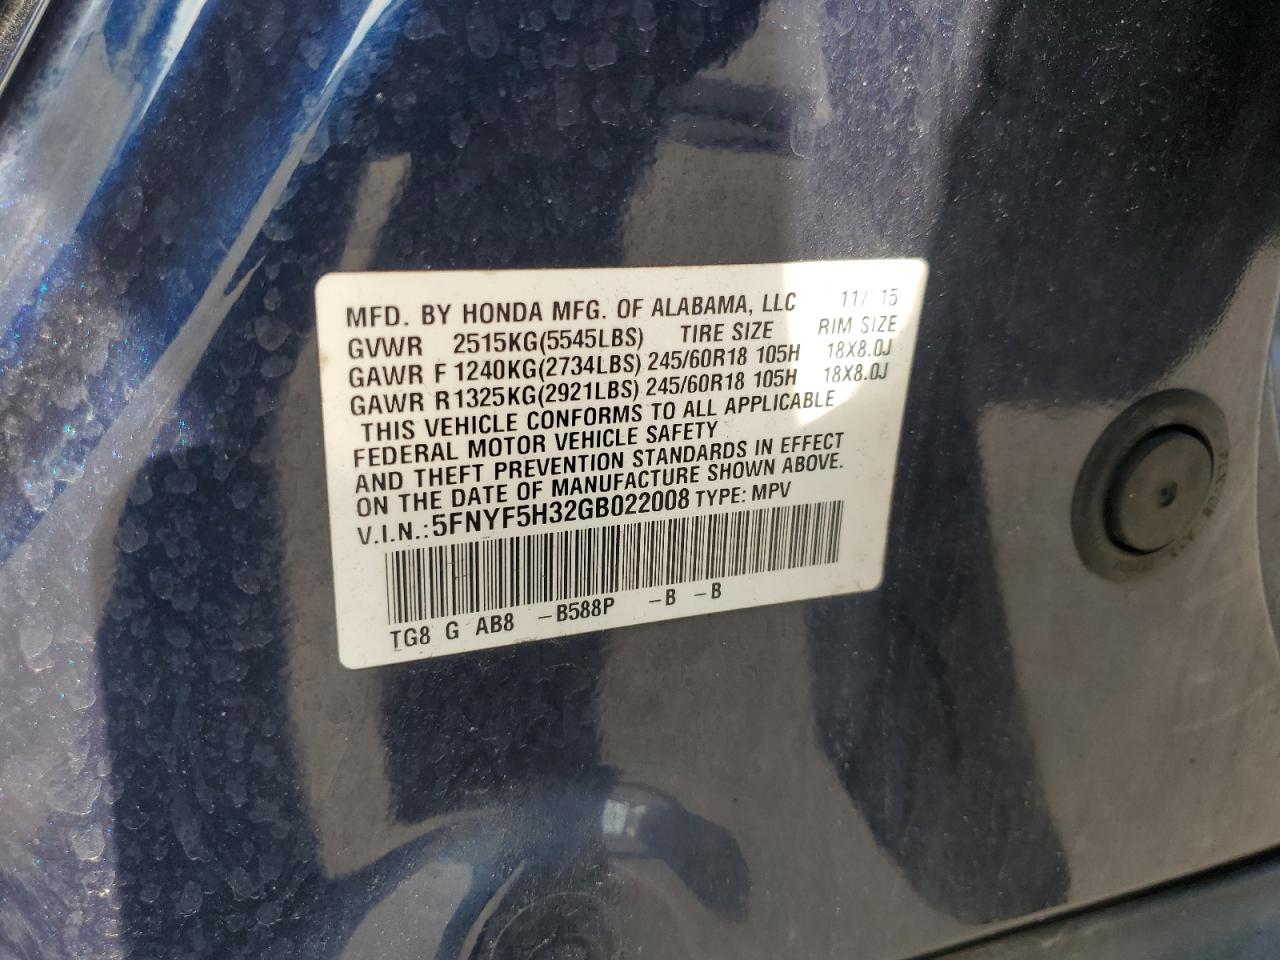 MFD. BY HONDA MFG. OF ALABAMA, LLC 11/15
GVWR 2515KG(5545LBS) TIRE SIZE RIM SIZE
GAWR F 1240KG(2734LBS) 245/60R18 105H 18X8.0J
GAWR R 1325KG(2921LBS) 245/60R18 105H 18X8.0J
THIS VEHICLE CONFORMS TO ALL APPLICABLE
FEDERAL MOTOR VEHICLE SAFETY
AND THEFT PREVENTION STANDARDS IN EFFECT
ON THE DATE OF MANUFACTURE SHOWN ABOVE.
V.I.N.: 5FNYF5H32GB022008 TYPE: MPV
TG8 G AB8 -B588P -B -B